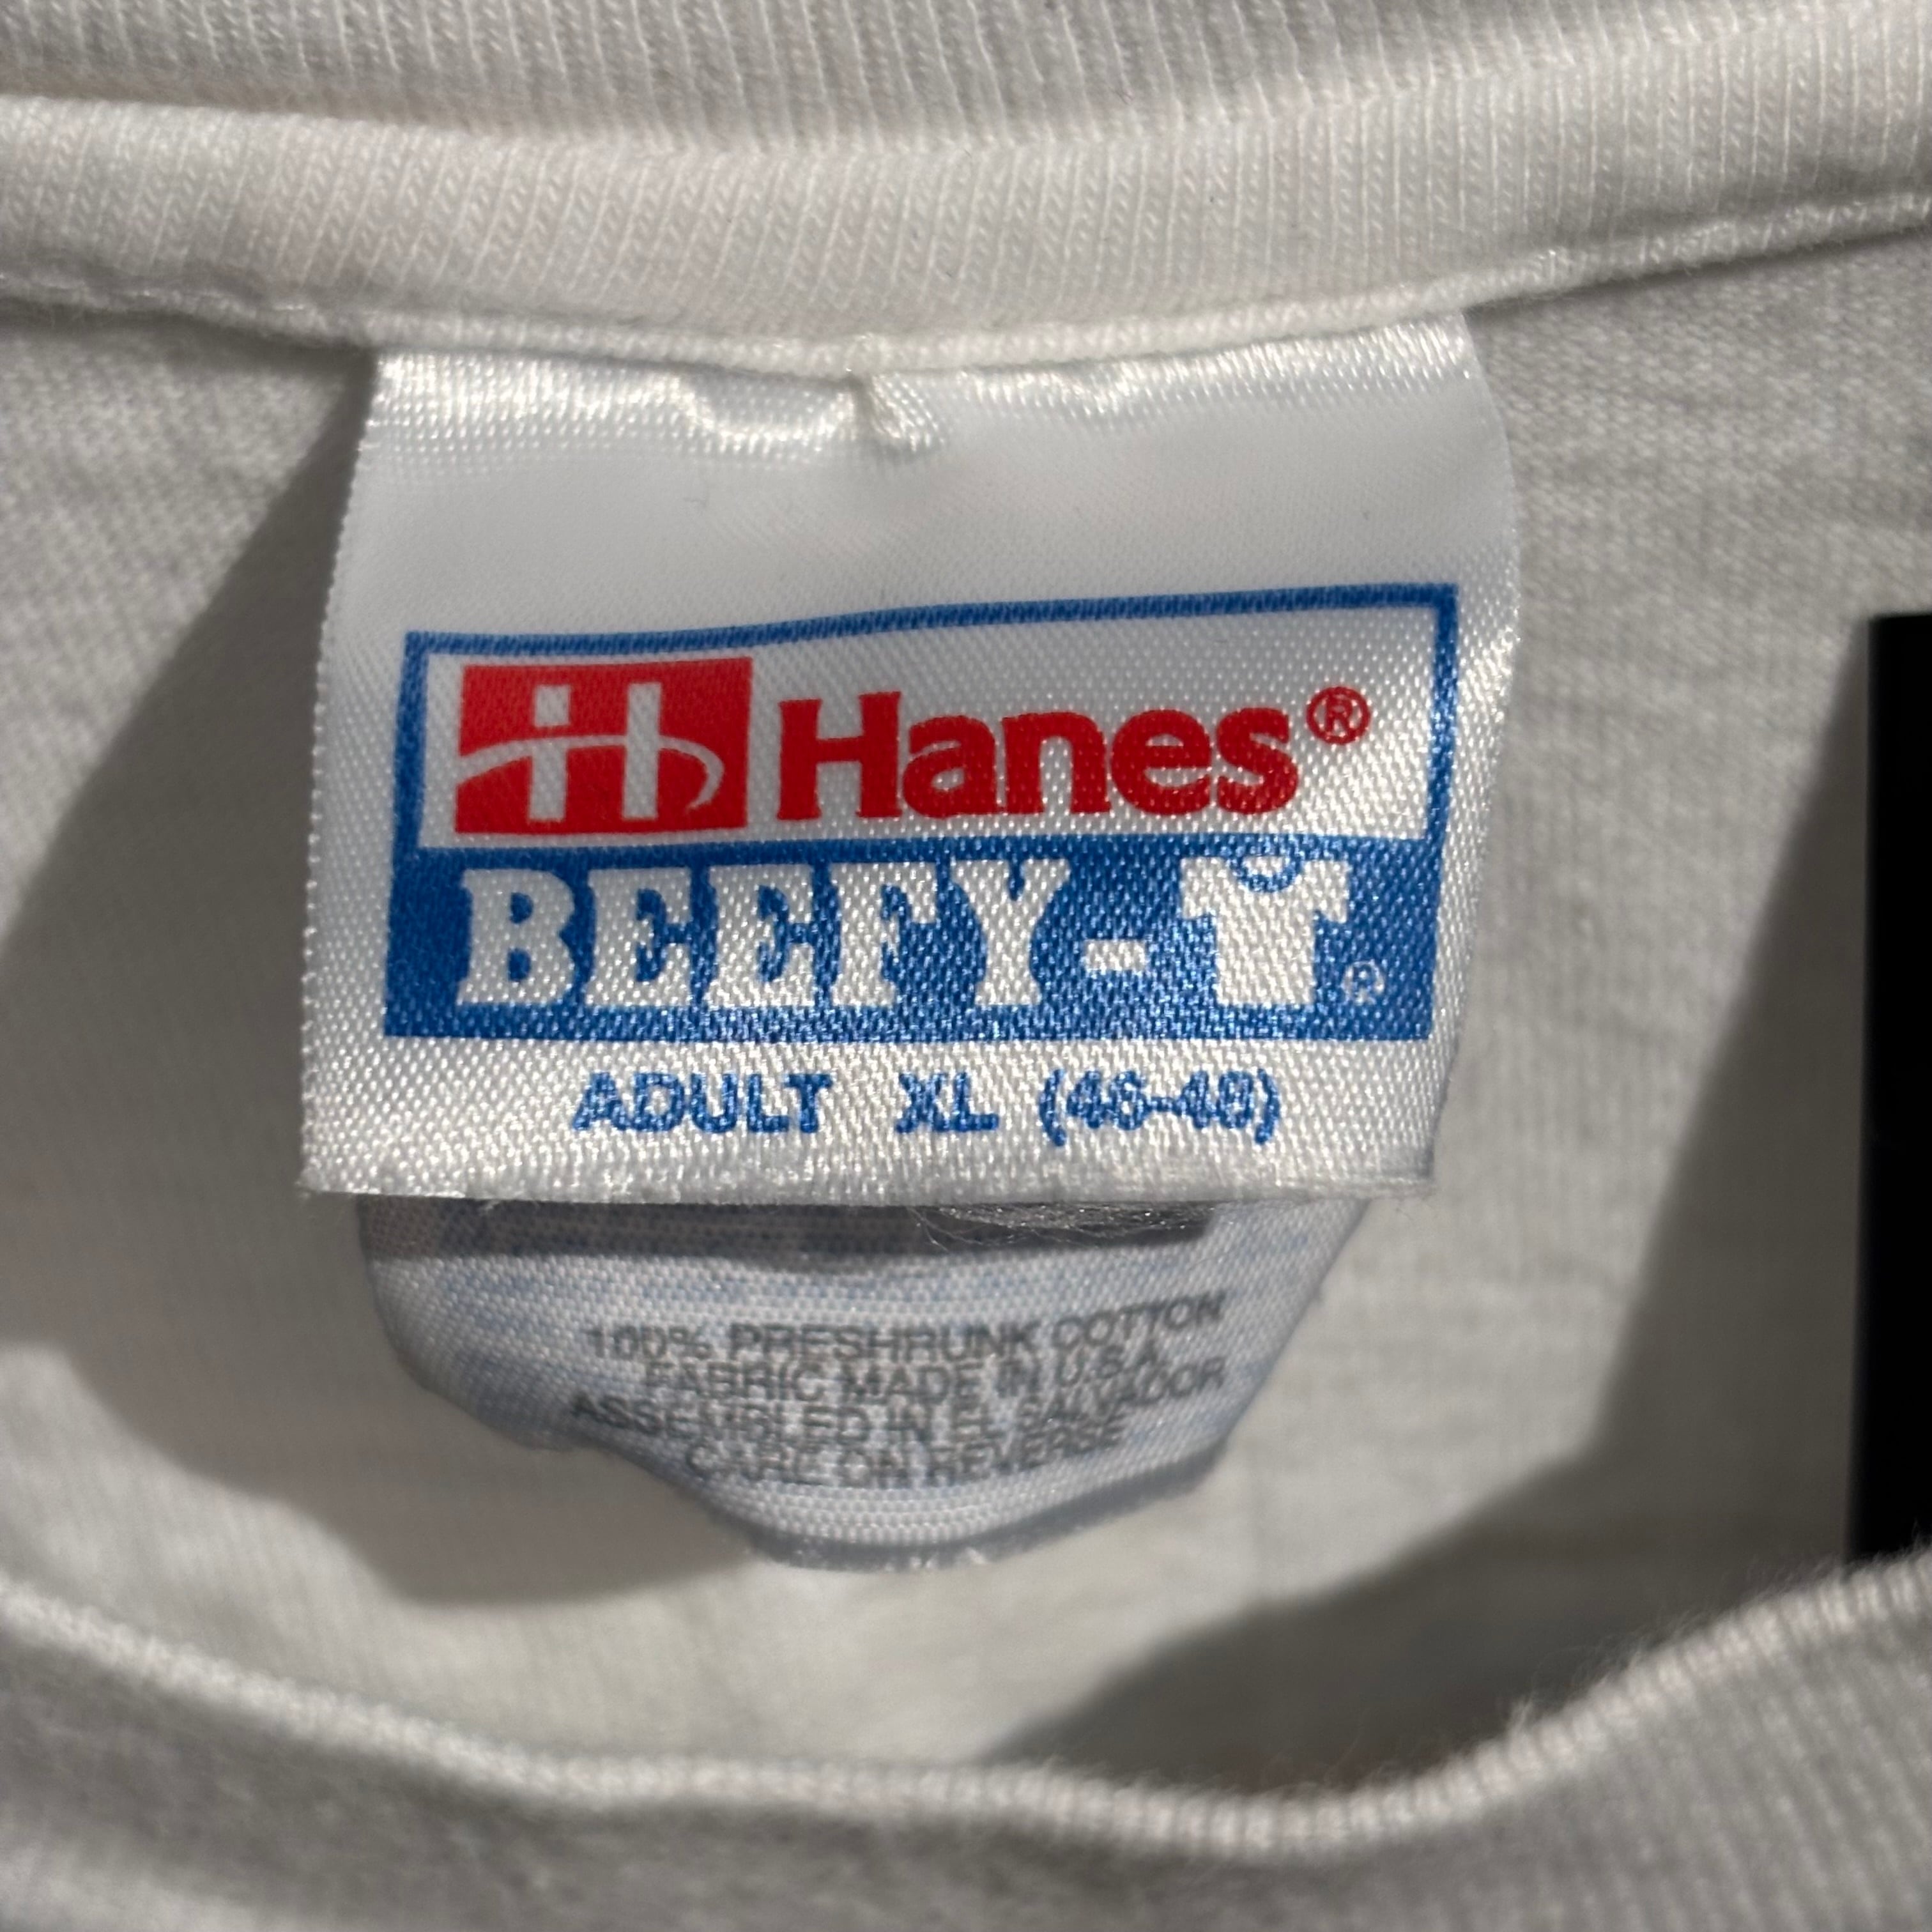 Hanes®
BEEFY-T®
ADULT XL (46-48)
100% PRESHRUNK COTTON
FABRIC MADE IN U.S.A.
ASSEMBLED IN EL SALVADOR
CARE ON REVERSE